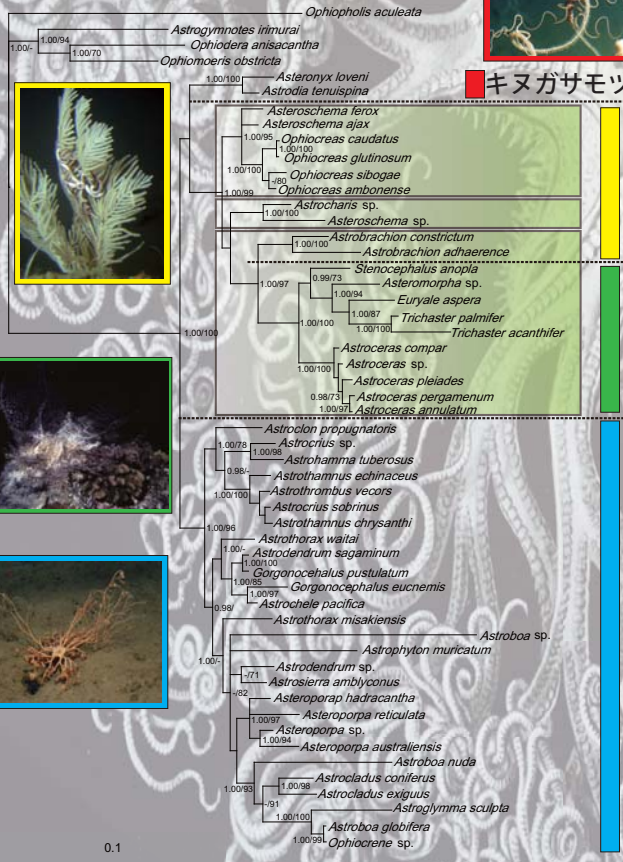 Ophiopholis aculeata
Astrogymnotes irimurai
1.00/-
1.00/94
Ophiodera anisacantha
1.00/70
Ophiomoeris obstricta
Asteronyx loveni
1.00/100
Astrodia tenuispina
キヌガサモツ
Asteroschema ferox
Asteroschema ajax
1.00/95
Ophiocreas caudatus
1.00/100
Ophiocreas glutinosum
1.00/100
Ophiocreas sibogae
-/80
Ophiocreas ambonense
1.00/99
Astrocharis sp.
1.00/100
Asteroschema sp.
Astrobrachion constrictum
1.00/100
Astrobrachion adhaerence
Stenocephalus anopla
0.99/73
1.00/97
Asteromorpha sp.
1.00/94
Euryale aspera
1.00/87
Trichaster palmifer
1.00/100
1.00/100
Trichaster acanthifer
1.00/100
Astroceras compar
1.00/100
Astroceras sp.
Astroceras pleiades
0.98/73
Astroceras pergamenum
1.00/97
Astroceras annulatum
Astroclon propugnatoris
1.00/78
Astrocrius sp.
1.00/98
Astrohamma tuberosus
0.98/-
Astrothamnus echinaceus
1.00/100
Astrothrombus vecors
Astrocrius sobrinus
Astrothamnus chrysanthi
1.00/96
Astrothorax waitai
1.00/-
Astrodendrum sagaminum
1.00/100
Gorgonocehalus pustulatum
1.00/85
Gorgonocephalus eucnemis
1.00/97
Astrochele pacifica
0.98/
Astrothorax misakiensis
Astroboa sp.
Astrophyton muricatum
1.00/-
Astrodendrum sp.
-/71
Astrosierra amblyconus
-/82
Asteroporap hadracantha
Asteroporpa reticulata
1.00/97
Asteroporpa sp.
1.00/94
Asteroporpa australiensis
Astroboa nuda
1.00/93
Astrocladus coniferus
1.00/98
Astrocladus exiguus
-/91
Astroglymma sculpta
1.00/100
Astroboa globifera
1.00/99
Ophiocrene sp.
0.1